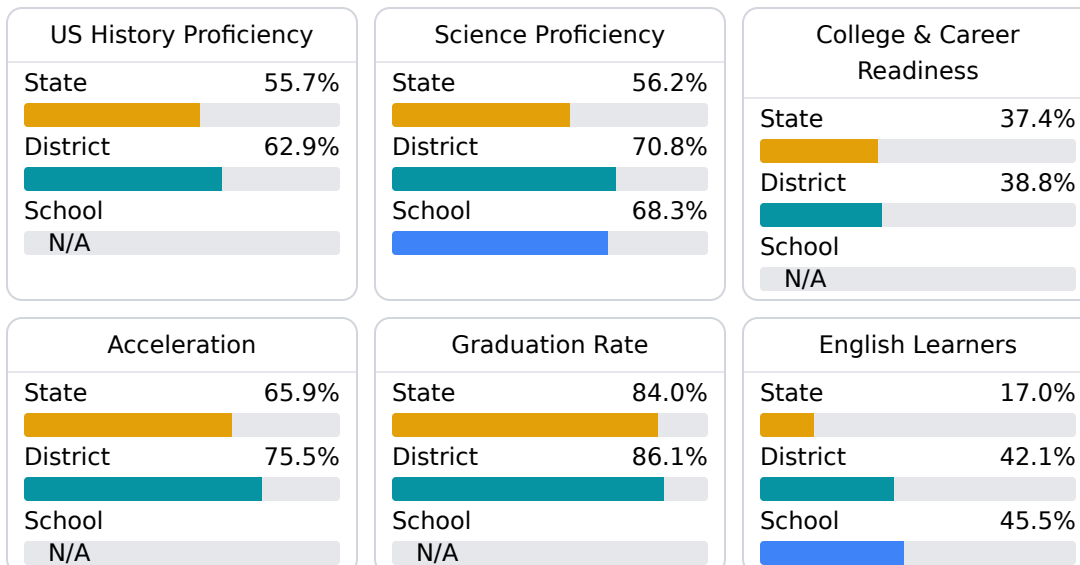 US History Proficiency
State 55.7%
District 62.9%
School
N/A
Science Proficiency
State 56.2%
District 70.8%
School 68.3%
College & Career
Readiness
State 37.4%
District 38.8%
School
N/A
Acceleration
State 65.9%
District 75.5%
School
N/A
Graduation Rate
State 84.0%
District 86.1%
School
N/A
English Learners
State 17.0%
District 42.1%
School 45.5%